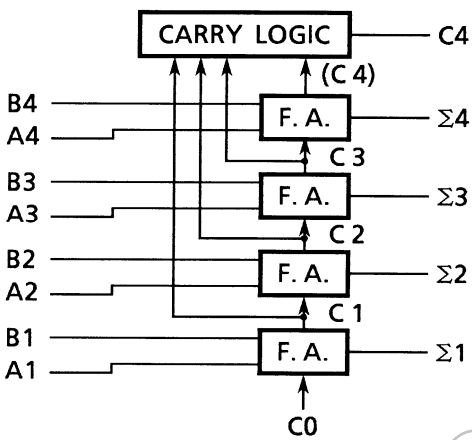 CARRY LOGIC
C4
(C 4)
B4
A4
F. A.
Σ4
C 3
B3
A3
F. A.
Σ3
C 2
B2
A2
F. A.
Σ2
C 1
B1
A1
F. A.
Σ1
C0